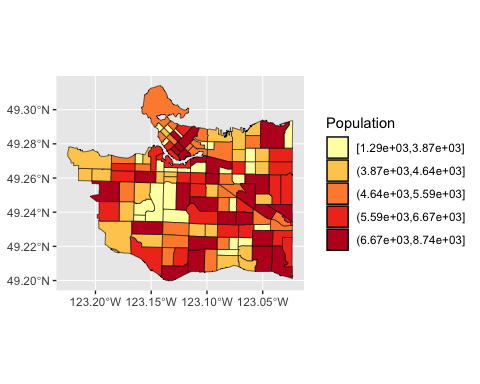 49.30°N
49.28°N
49.26°N
49.24°N
49.22°N
49.20°N
123.20°W 123.15°W 123.10°W 123.05°W
Population
[1.29e+03,3.87e+03]
(3.87e+03,4.64e+03]
(4.64e+03,5.59e+03]
(5.59e+03,6.67e+03]
(6.67e+03,8.74e+03]